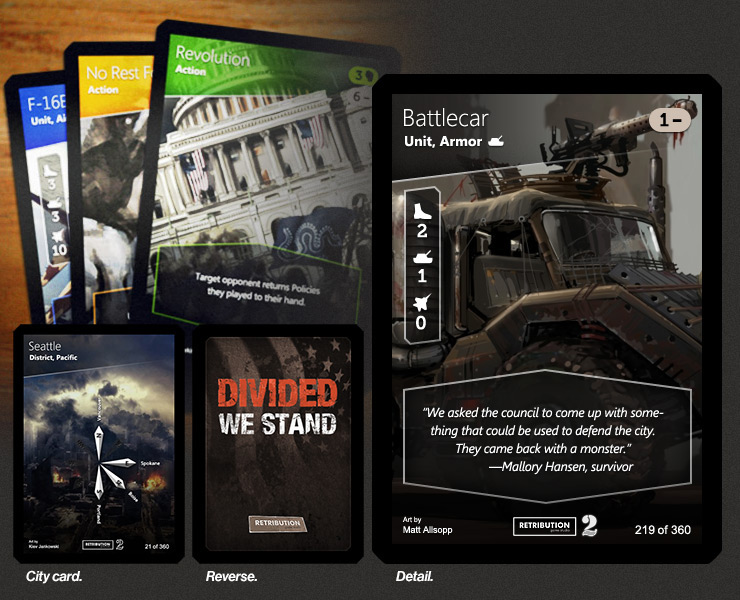 F-16E
Unit, Ai
3
3
10
No Rest F
Action
Revolution
Action
3
6 –
Target opponent returns Policies
they played to their hand.
Battlecar
Unit, Armor
1 –
2
1
0
“We asked the council to come up with some-
thing that could be used to defend the city.
They came back with a monster.”
—Mallory Hansen, survivor
Art by
Matt Allsopp
RETRIBUTION
2
219 of 360
Seattle
District, Pacific
Spokane
Boise
Portland
Art by
Kiev Jankowski
RETRIBUTION
2
21 of 360
DIVIDED
WE STAND
RETRIBUTION
City card.
Reverse.
Detail.